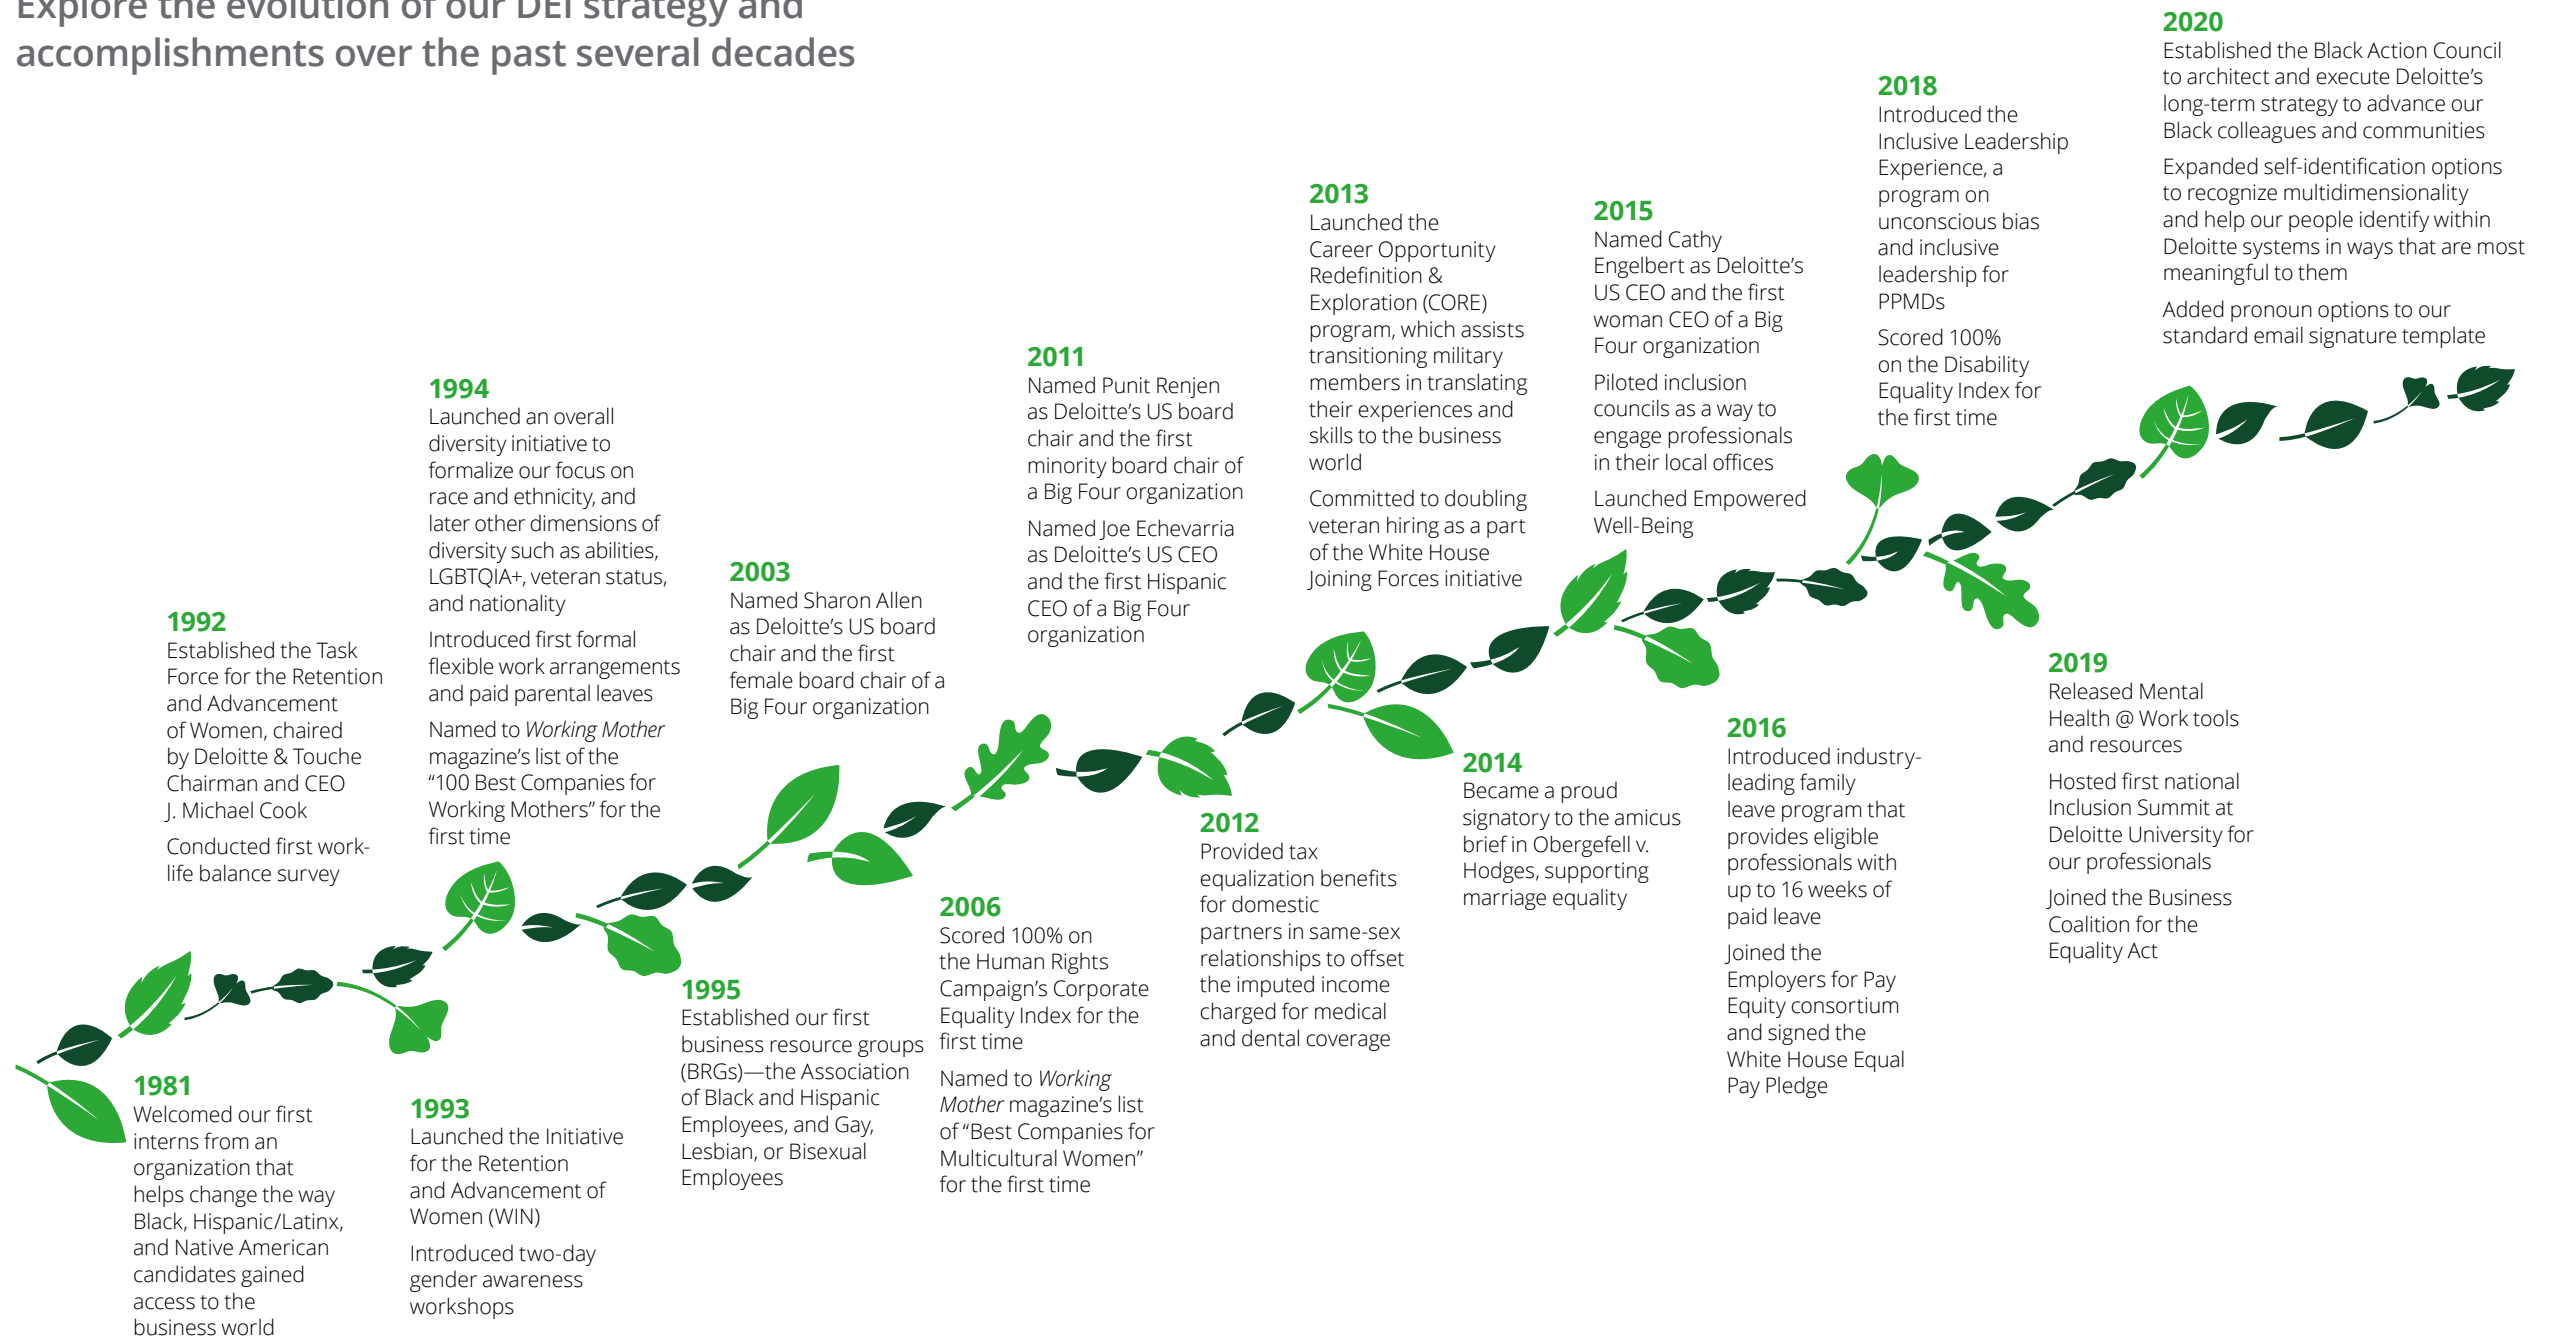 Explore the evolution of our DEI strategy and
accomplishments over the past several decades
1981
Welcomed our first
interns from an
organization that
helps change the way
Black, Hispanic/Latinx,
and Native American
candidates gained
access to the
business world
1992
Established the Task
Force for the Retention
and Advancement
of Women, chaired
by Deloitte & Touche
Chairman and CEO
J. Michael Cook
Conducted first work-
life balance survey
1993
Launched the Initiative
for the Retention
and Advancement of
Women (WIN)
Introduced two-day
gender awareness
workshops
1994
Launched an overall
diversity initiative to
formalize our focus on
race and ethnicity, and
later other dimensions of
diversity such as abilities,
LGBTQIA+, veteran status,
and nationality
Introduced first formal
flexible work arrangements
and paid parental leaves
Named to Working Mother
magazine’s list of the
“100 Best Companies for
Working Mothers” for the
first time
1995
Established our first
business resource groups
(BRGs)—the Association
of Black and Hispanic
Employees, and Gay,
Lesbian, or Bisexual
Employees
2003
Named Sharon Allen
as Deloitte’s US board
chair and the first
female board chair of a
Big Four organization
2006
Scored 100% on
the Human Rights
Campaign’s Corporate
Equality Index for the
first time
Named to Working
Mother magazine’s list
of “Best Companies for
Multicultural Women”
for the first time
2011
Named Punit Renjen
as Deloitte’s US board
chair and the first
minority board chair of
a Big Four organization
Named Joe Echevarria
as Deloitte’s US CEO
and the first Hispanic
CEO of a Big Four
organization
2012
Provided tax
equalization benefits
for domestic
partners in same-sex
relationships to offset
the imputed income
charged for medical
and dental coverage
2013
Launched the
Career Opportunity
Redefinition &
Exploration (CORE)
program, which assists
transitioning military
members in translating
their experiences and
skills to the business
world
Committed to doubling
veteran hiring as a part
of the White House
Joining Forces initiative
2014
Became a proud
signatory to the amicus
brief in Obergefell v.
Hodges, supporting
marriage equality
2015
Named Cathy
Engelbert as Deloitte’s
US CEO and the first
woman CEO of a Big
Four organization
Piloted inclusion
councils as a way to
engage professionals
in their local offices
Launched Empowered
Well-Being
2016
Introduced industry-
leading family
leave program that
provides eligible
professionals with
up to 16 weeks of
paid leave
Joined the
Employers for Pay
Equity consortium
and signed the
White House Equal
Pay Pledge
2018
Introduced the
Inclusive Leadership
Experience, a
program on
unconscious bias
and inclusive
leadership for
PPMDs
Scored 100%
on the Disability
Equality Index for
the first time
2019
Released Mental
Health @ Work tools
and resources
Hosted first national
Inclusion Summit at
Deloitte University for
our professionals
Joined the Business
Coalition for the
Equality Act
2020
Established the Black Action Council
to architect and execute Deloitte’s
long-term strategy to advance our
Black colleagues and communities
Expanded self-identification options
to recognize multidimensionality
and help our people identify within
Deloitte systems in ways that are most
meaningful to them
Added pronoun options to our
standard email signature template